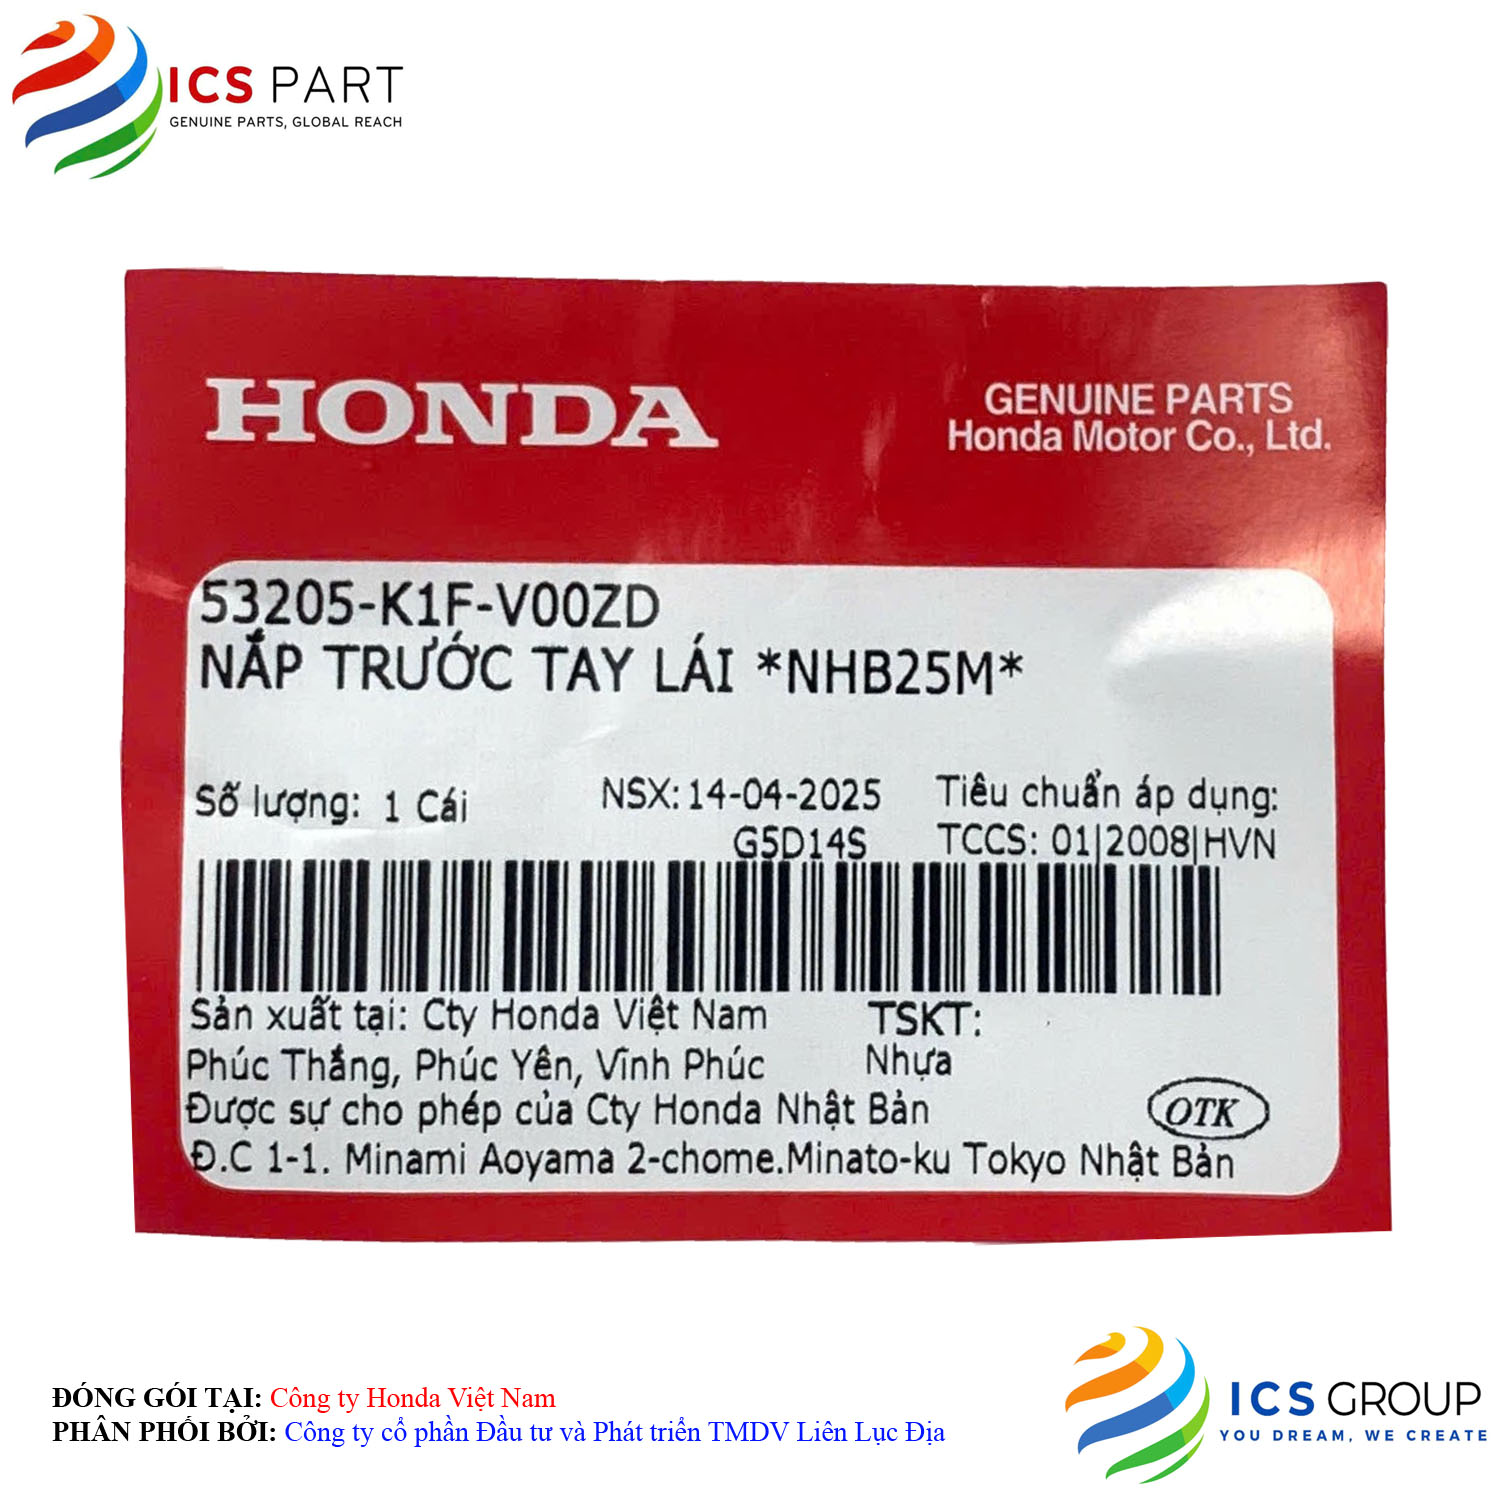 ICS PART
GENUINE PARTS, GLOBAL REACH
HONDA
GENUINE PARTS
Honda Motor Co., Ltd.
53205-K1F-V00ZD
NẮP TRƯỚC TAY LÁI *NHB25M*
Số lượng: 1 Cái NSX: 14-04-2025 Tiêu chuẩn áp dụng:
G5D14S TCCS: 01|2008|HVN
Sản xuất tại: Cty Honda Việt Nam TSKT:
Phúc Thắng, Phúc Yên, Vĩnh Phúc Nhựa
Được sự cho phép của Cty Honda Nhật Bản OTK
Đ.C 1-1. Minami Aoyama 2-chome.Minato-ku Tokyo Nhật Bản
ĐÓNG GÓI TẠI: Công ty Honda Việt Nam
PHÂN PHỐI BỞI: Công ty cổ phần Đầu tư và Phát triển TMDV Liên Lục Địa
ICS GROUP
YOU DREAM, WE CREATE